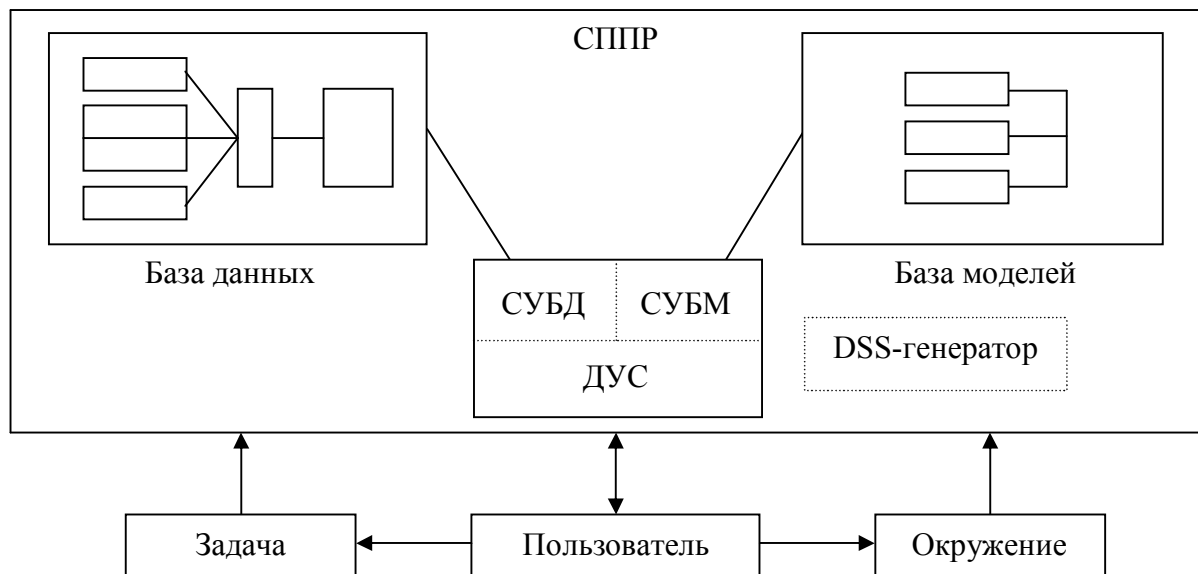 СППР
База данных
База моделей
СУБД
СУБМ
ДУС
DSS-генератор
Задача
Пользователь
Окружение